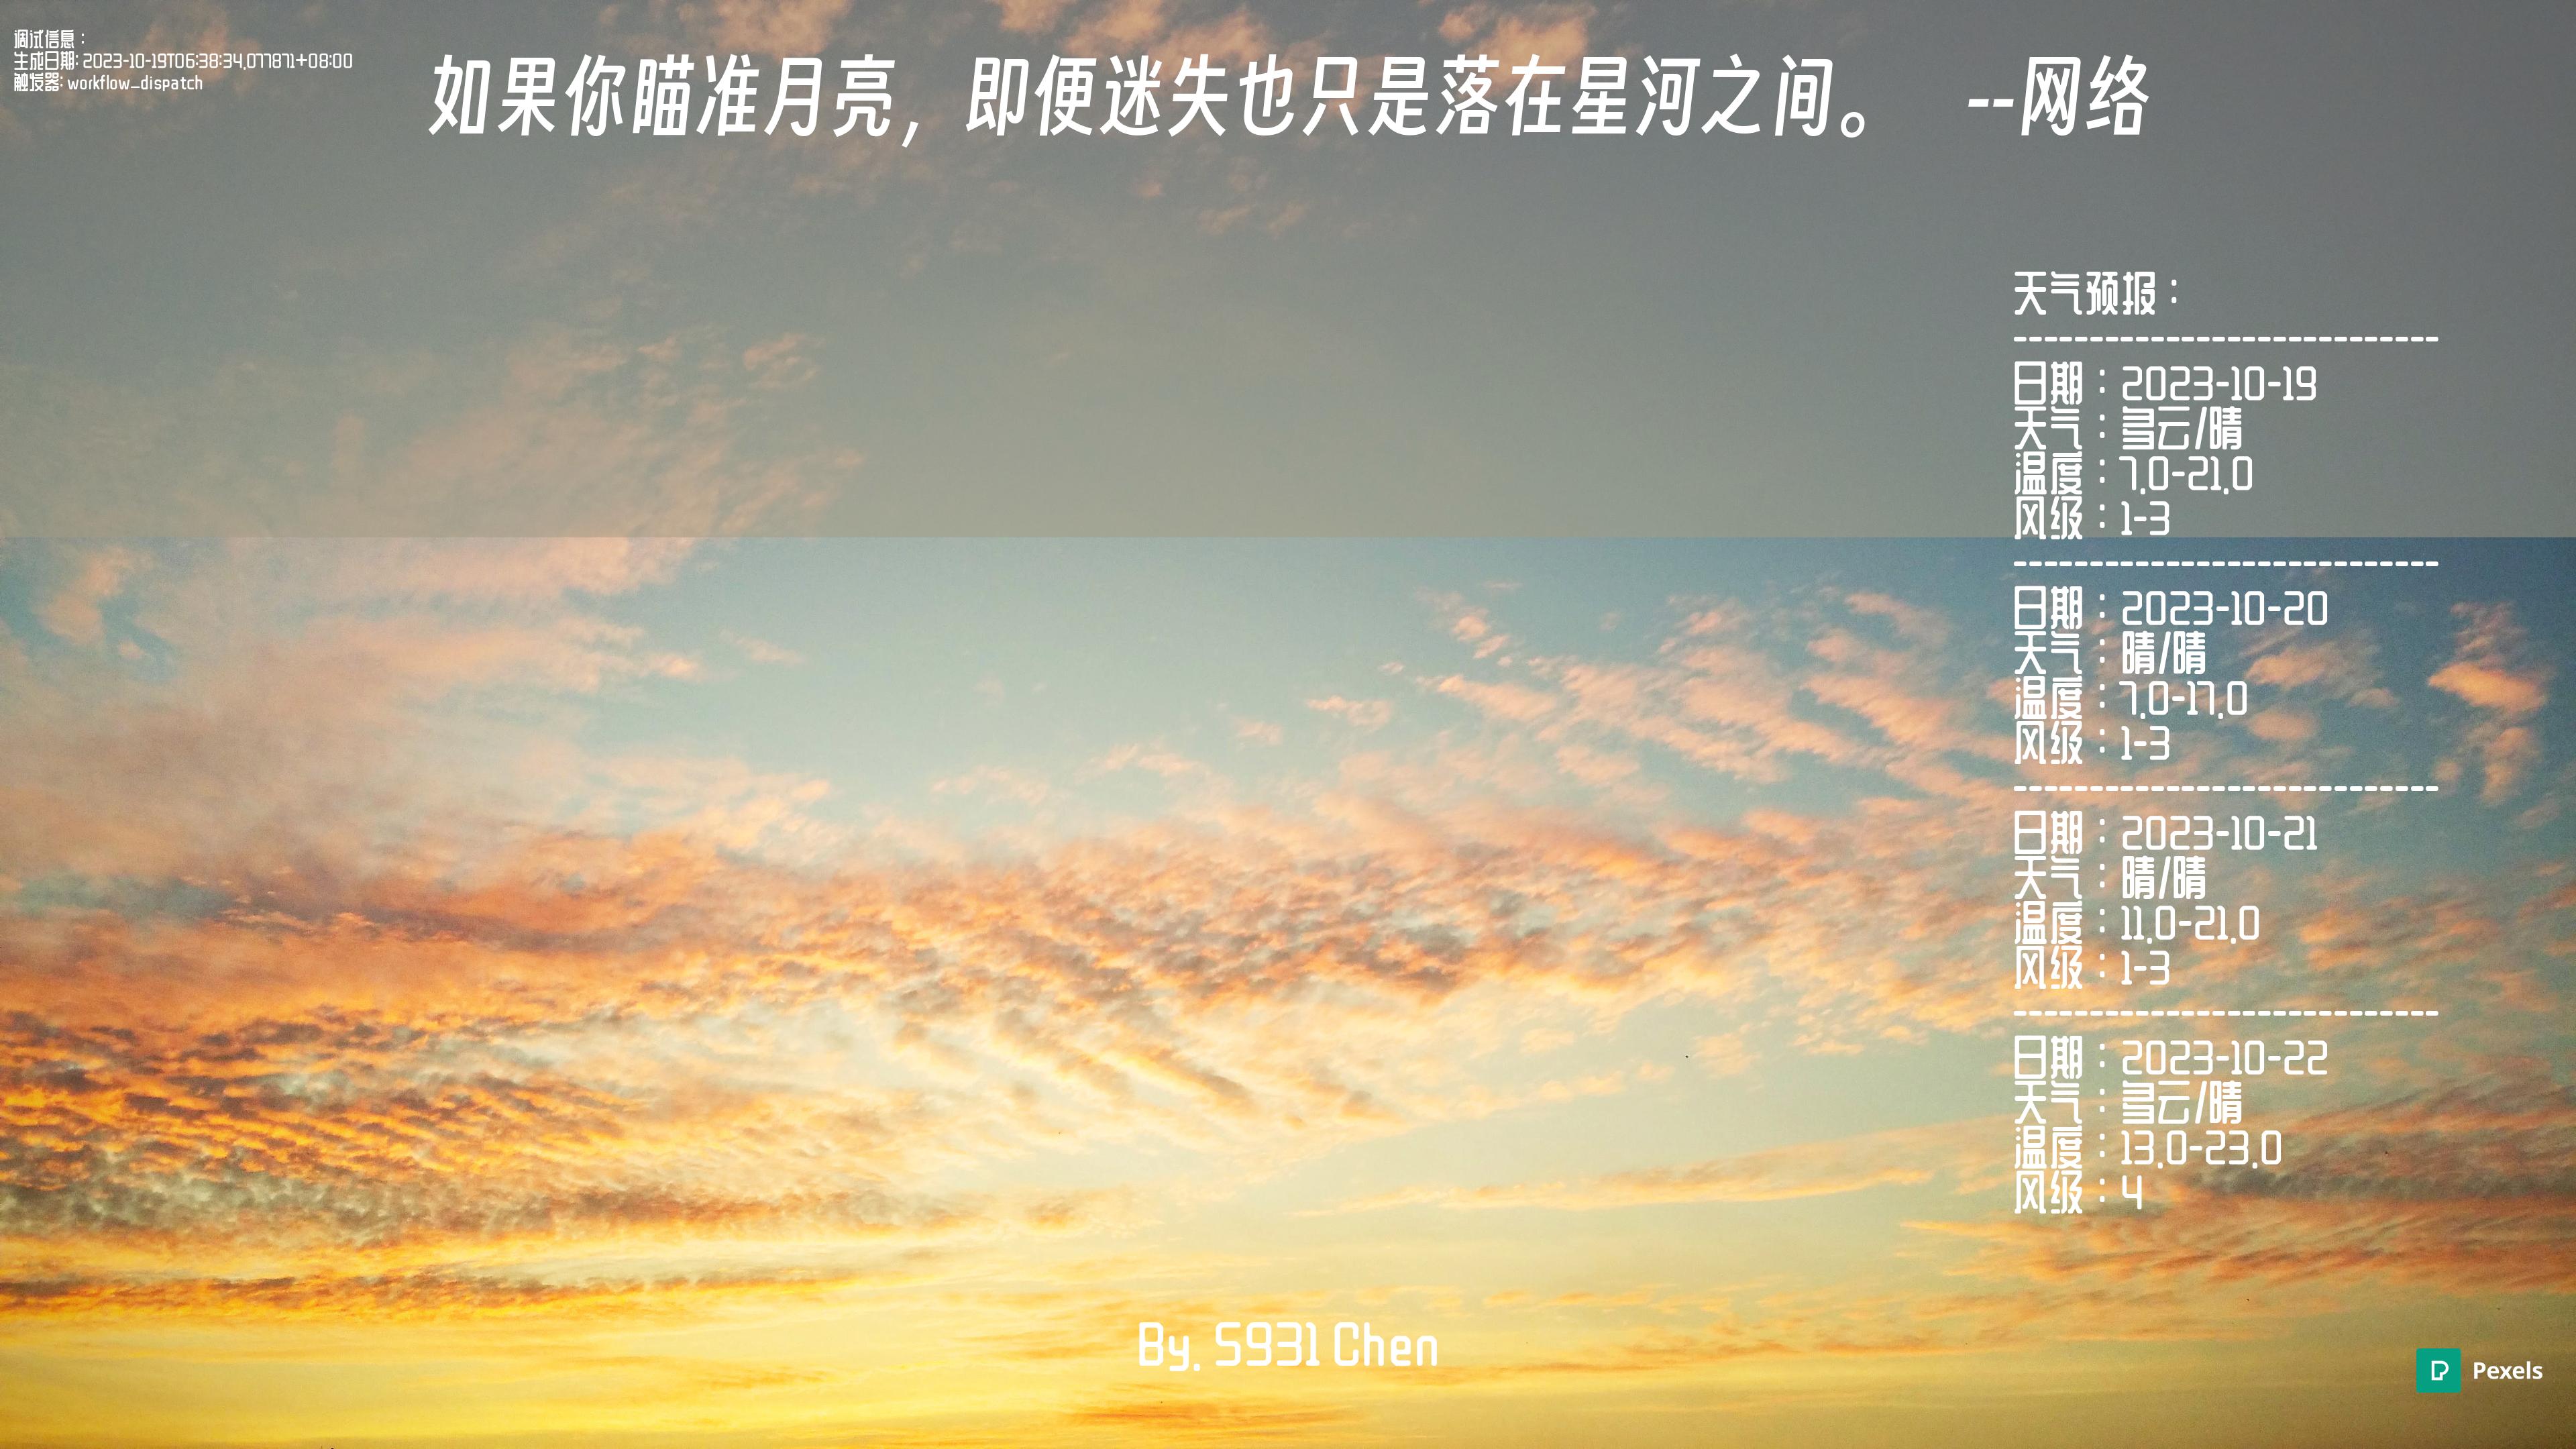 调试信息：
生成日期: 2023-10-19T06:38:34.077871+08:00
触发器: workflow_dispatch
如果你瞄准月亮，即便迷失也只是落在星河之间。 --网络
天气预报：
----------------------------
日期：2023-10-19
天气：多云/晴
温度：7.0-21.0
风级：1-3
----------------------------
日期：2023-10-20
天气：晴/晴
温度：7.0-17.0
风级：1-3
----------------------------
日期：2023-10-21
天气：晴/晴
温度：11.0-21.0
风级：1-3
----------------------------
日期：2023-10-22
天气：多云/晴
温度：13.0-23.0
风级：4
By. S931 Chen
Pexels